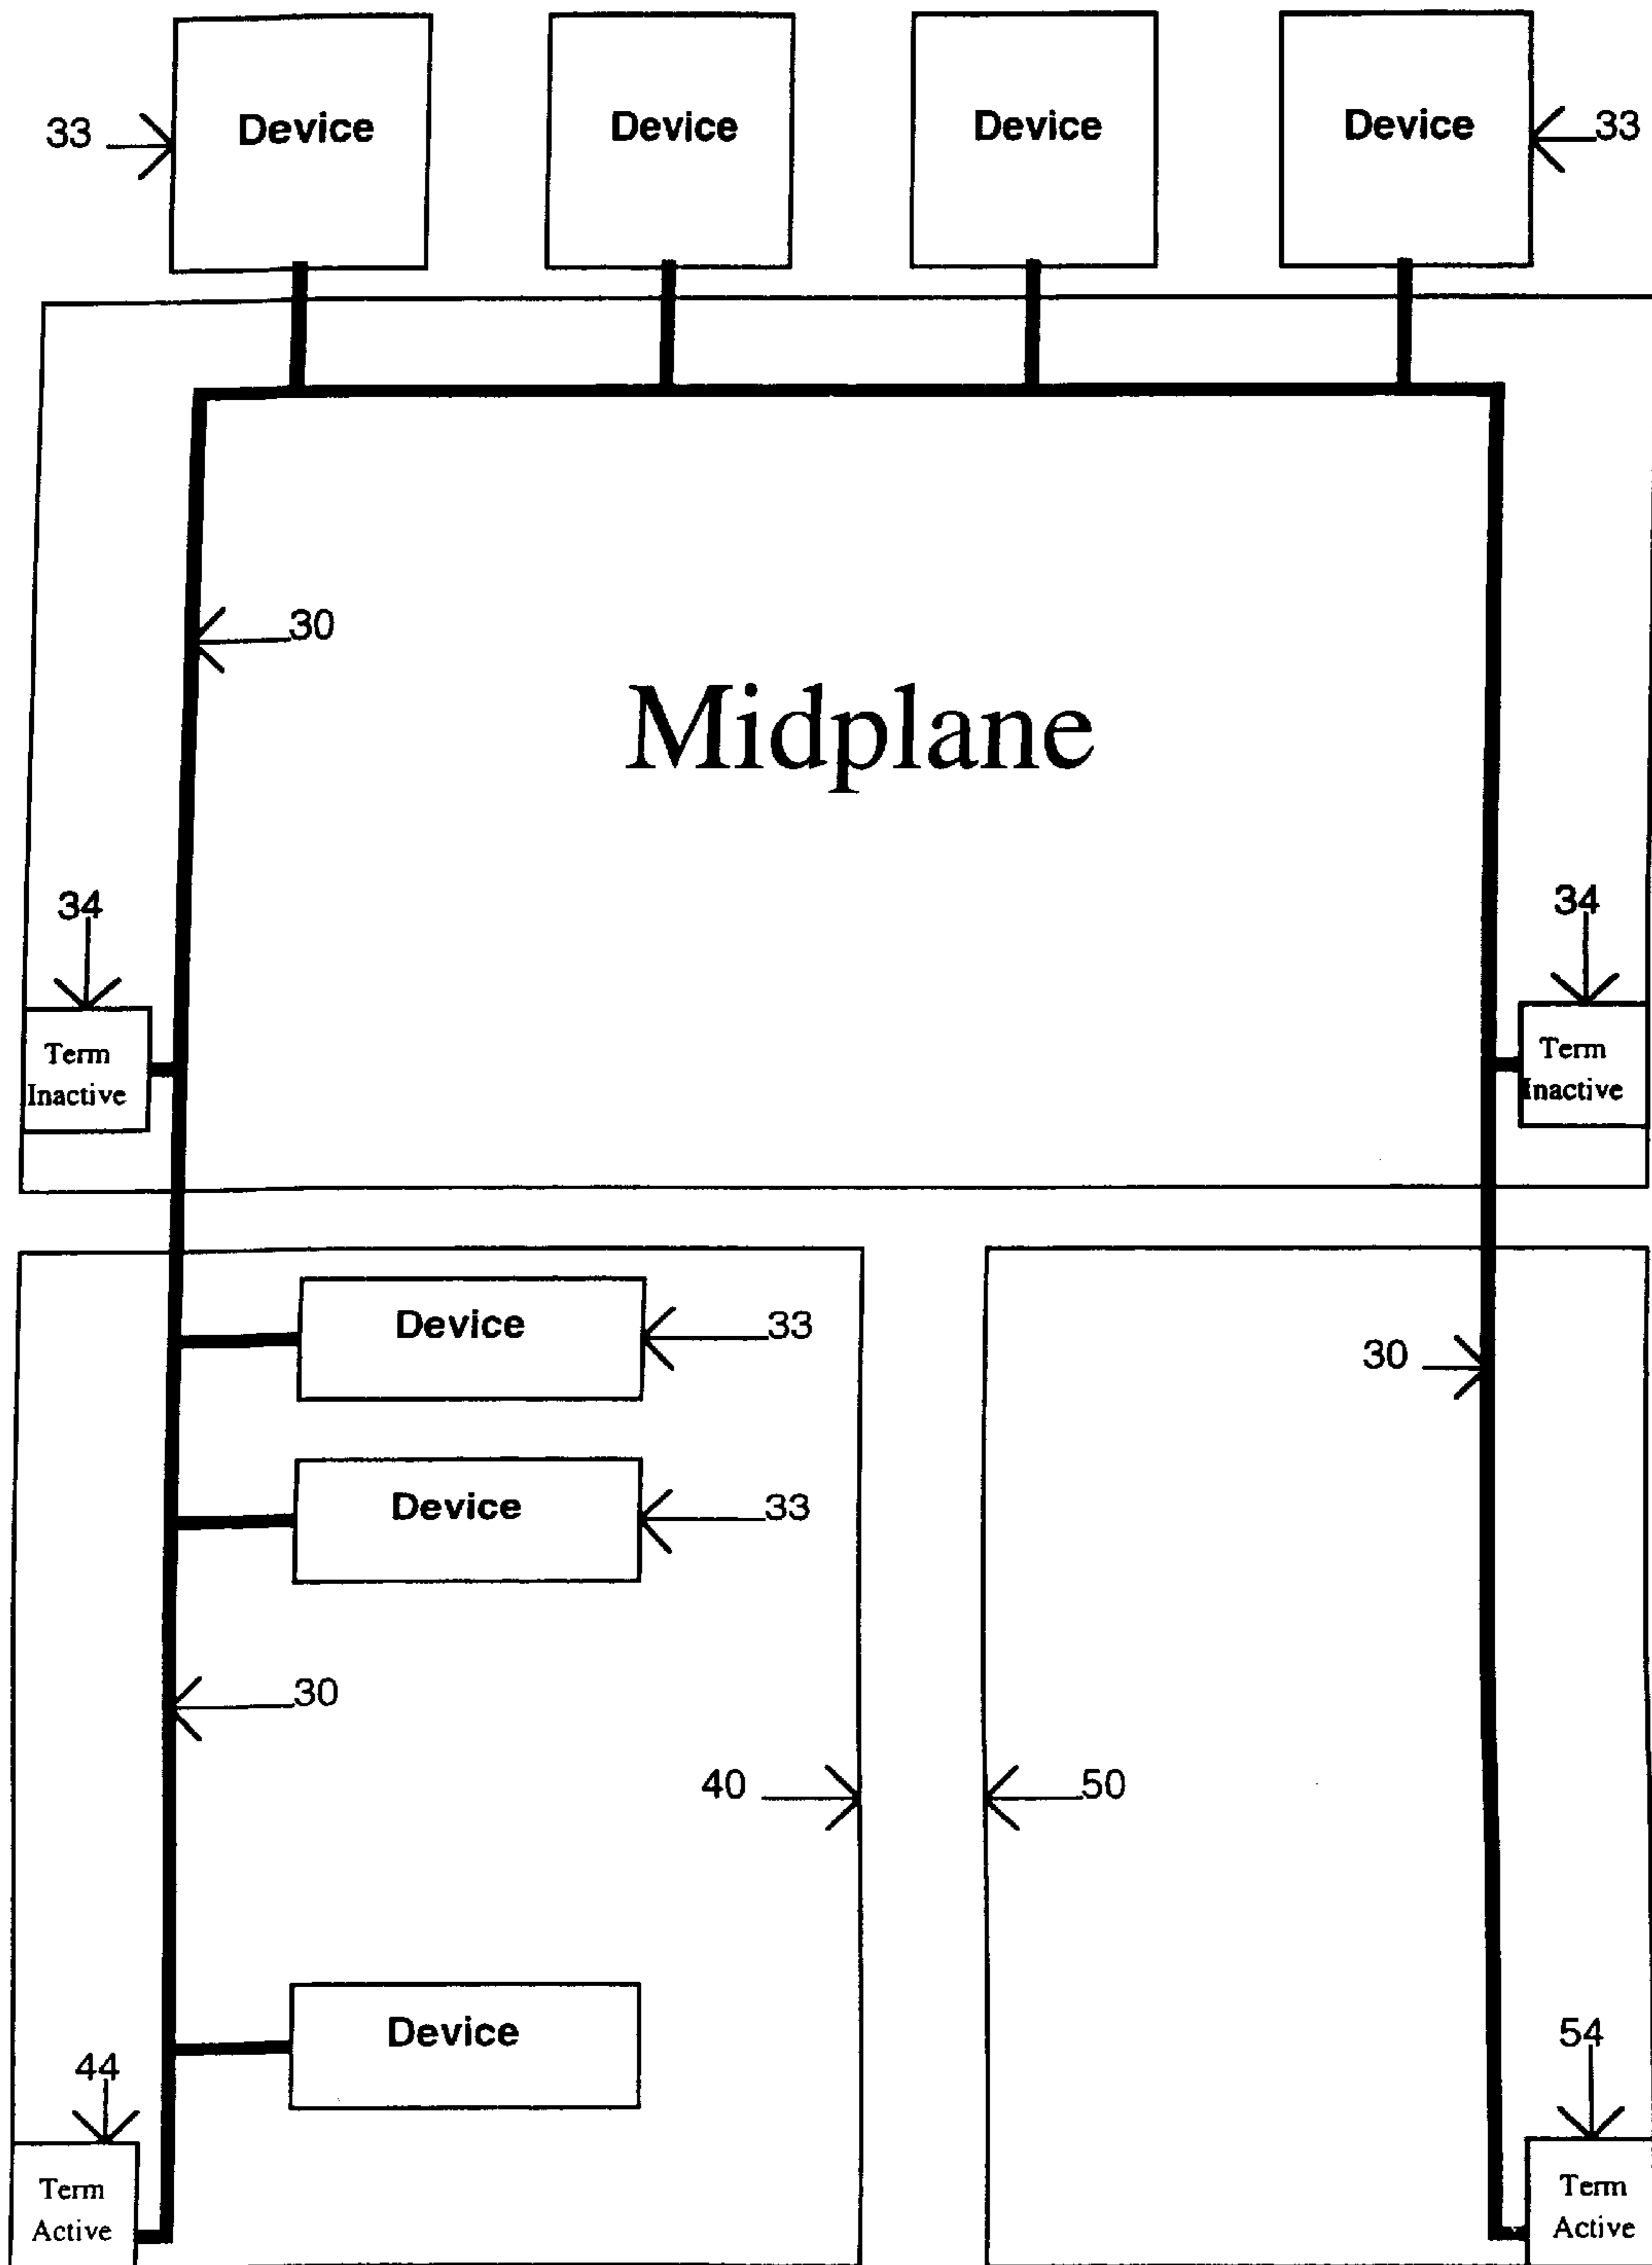 33 Device Device Device Device 33
30
Midplane
34 34
Term
Inactive
Term
Inactive
Device 33
30
Device 33
30
40 50
Device
44 54
Term
Active
Term
Active